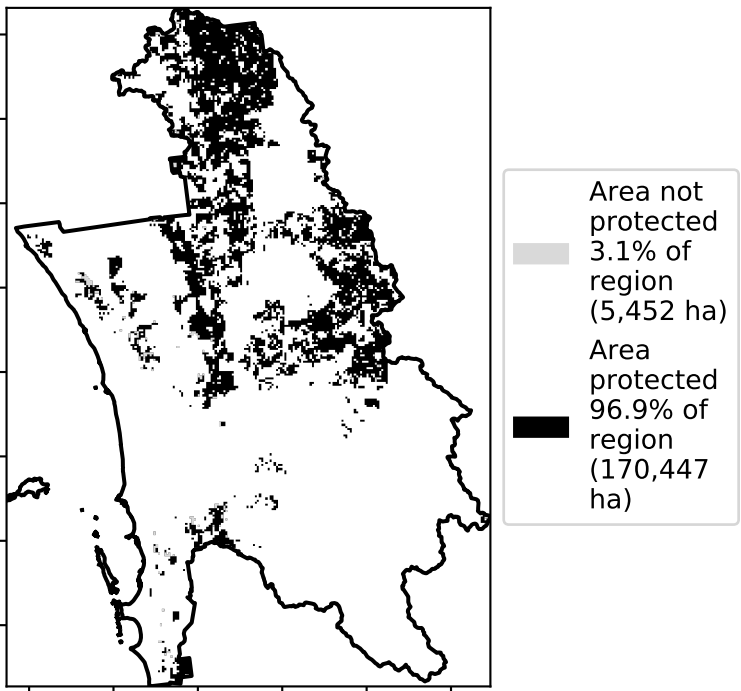 Area not
protected
3.1% of
region
(5,452 ha)
Area
protected
96.9% of
region
(170,447
ha)